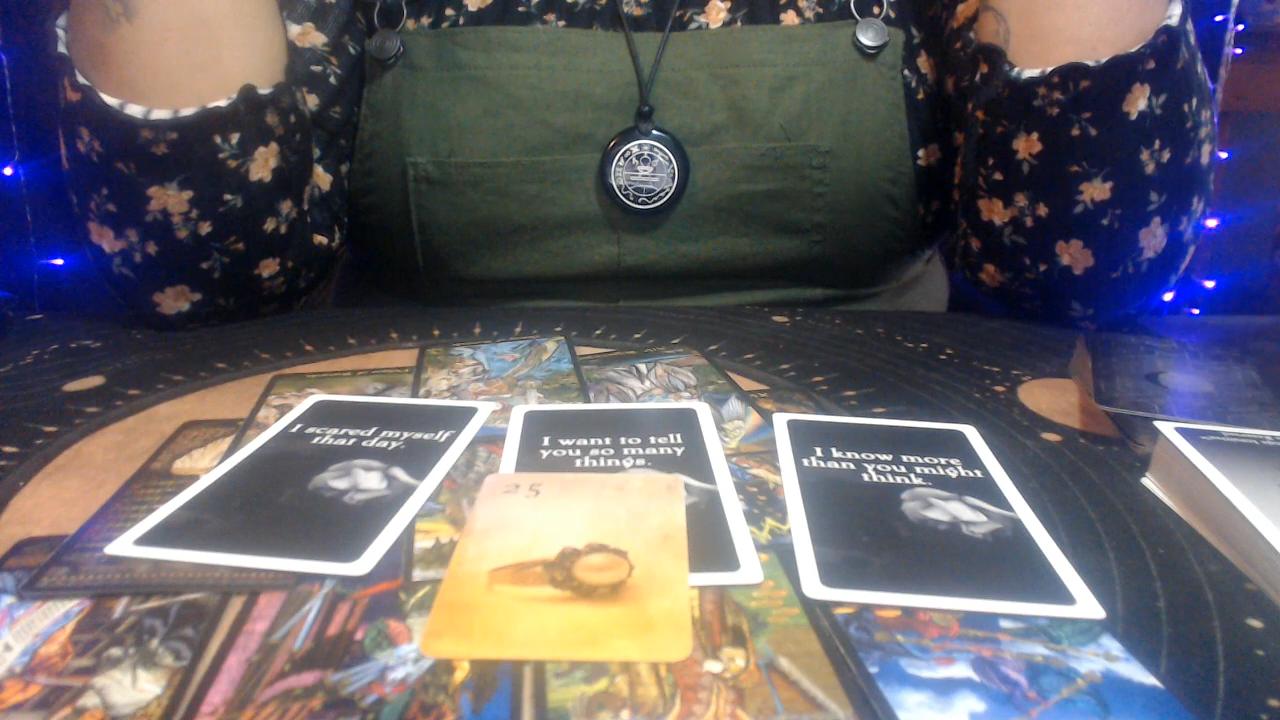 I scared myself
that day.
I want to tell
you so many
things.
I know more
than you might
think.
25